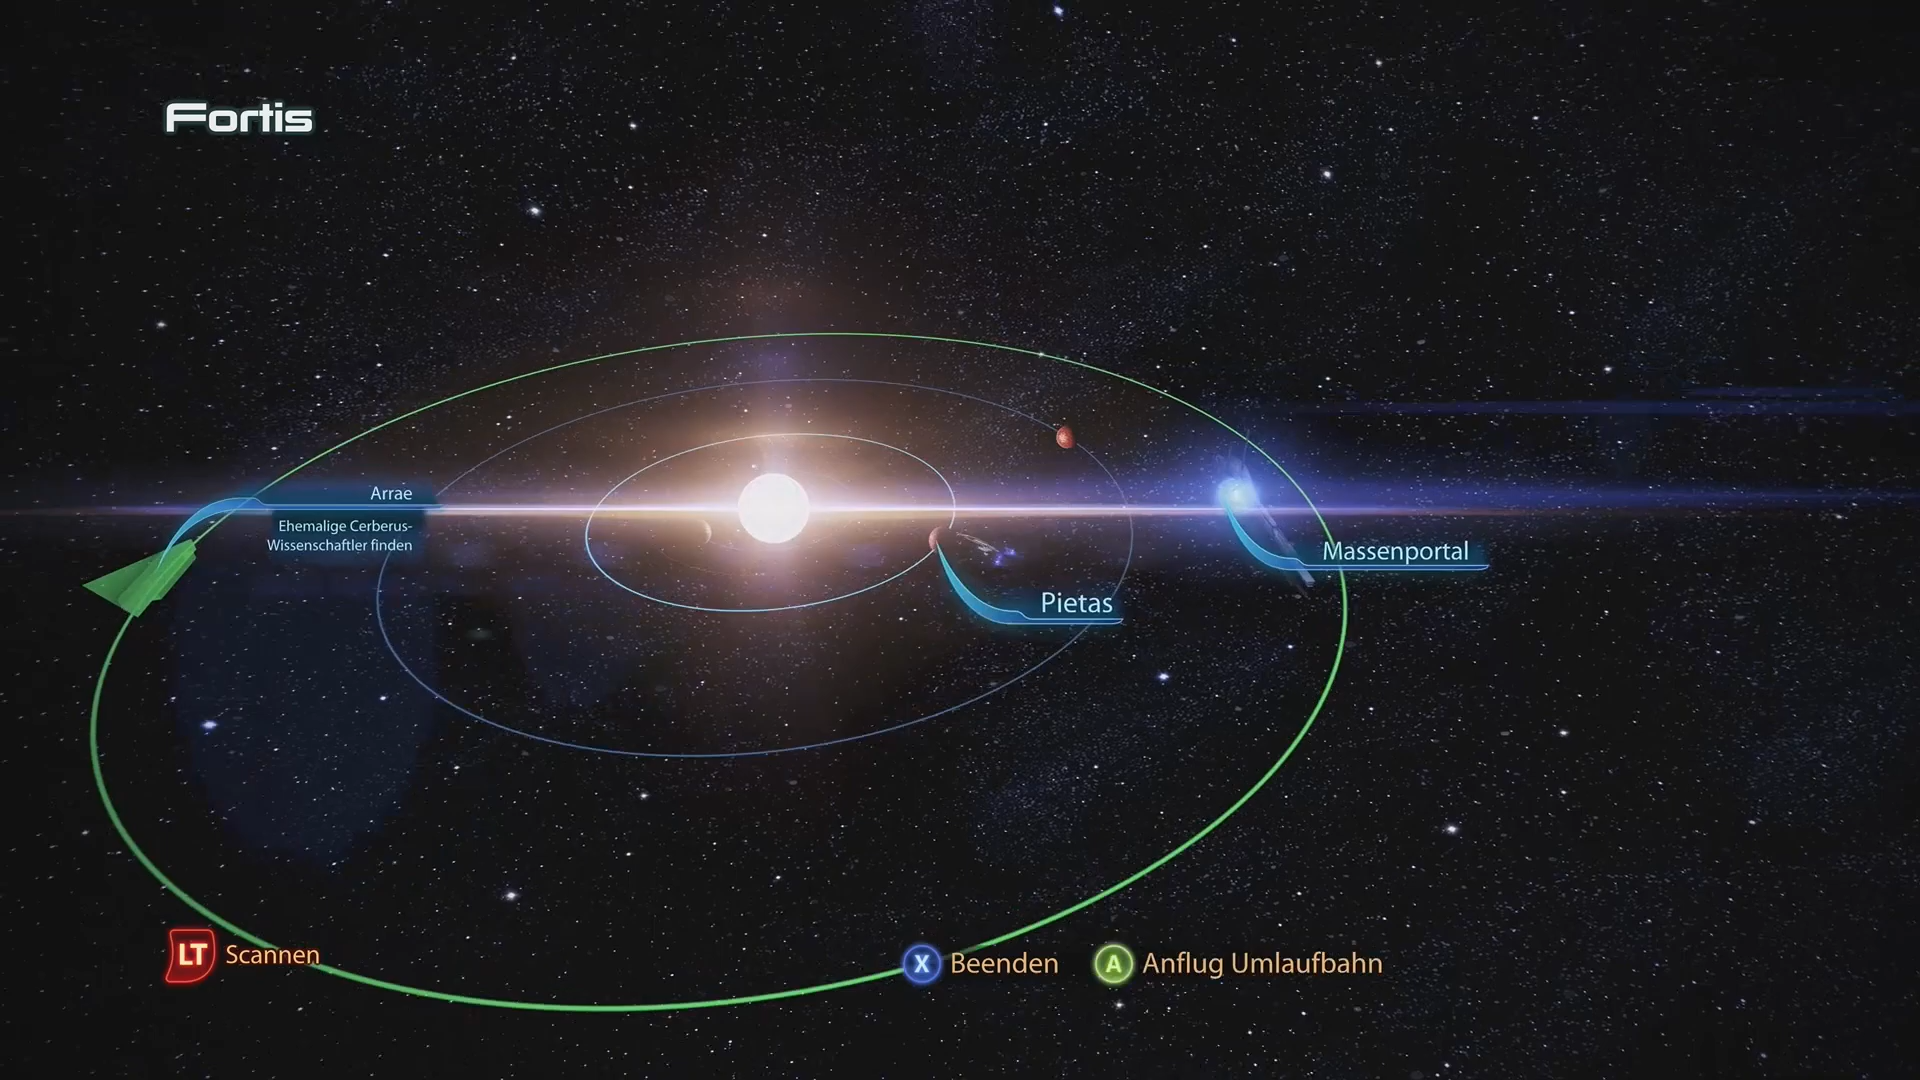 Fortis
Arrae
Ehemalige Cerberus-
Wissenschaftler finden
Massenportal
Pietas
LT Scannen
X Beenden A Anflug Umlaufbahn